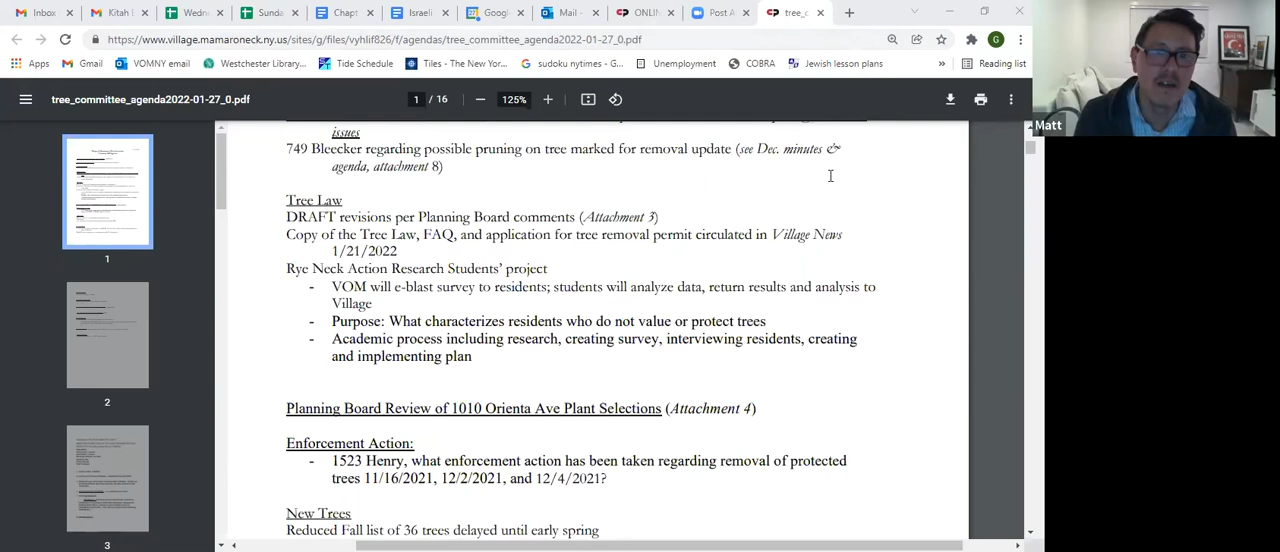 Inbox
Kitah I
Wedn
Sunda
Chapt
Israeli
Googl
Mail -
ONLIN
Post A
tree_c
https://www.village.mamaroneck.ny.us/sites/g/files/vyhlif826/f/agendas/tree_committee_agenda2022-01-27_0.pdf
G
Apps
Gmail
VOMNY email
Westchester Library...
Tide Schedule
Tiles - The New Yor...
sudoku nytimes - G...
Unemployment
COBRA
Jewish lesson plans
»
Reading list
tree_committee_agenda2022-01-27_0.pdf
1 / 16
125%
Matt
issues
749 Bleecker regarding possible pruning on tree marked for removal update (see Dec. minutes &
agenda, attachment 8)
Tree Law
DRAFT revisions per Planning Board comments (Attachment 3)
Copy of the Tree Law, FAQ, and application for tree removal permit circulated in Village News
1/21/2022
Rye Neck Action Research Students' project
- VOM will e-blast survey to residents; students will analyze data, return results and analysis to
Village
- Purpose: What characterizes residents who do not value or protect trees
- Academic process including research, creating survey, interviewing residents, creating
and implementing plan
Planning Board Review of 1010 Orienta Ave Plant Selections (Attachment 4)
Enforcement Action:
- 1523 Henry, what enforcement action has been taken regarding removal of protected
trees 11/16/2021, 12/2/2021, and 12/4/2021?
New Trees
Reduced Fall list of 36 trees delayed until early spring
1
2
3